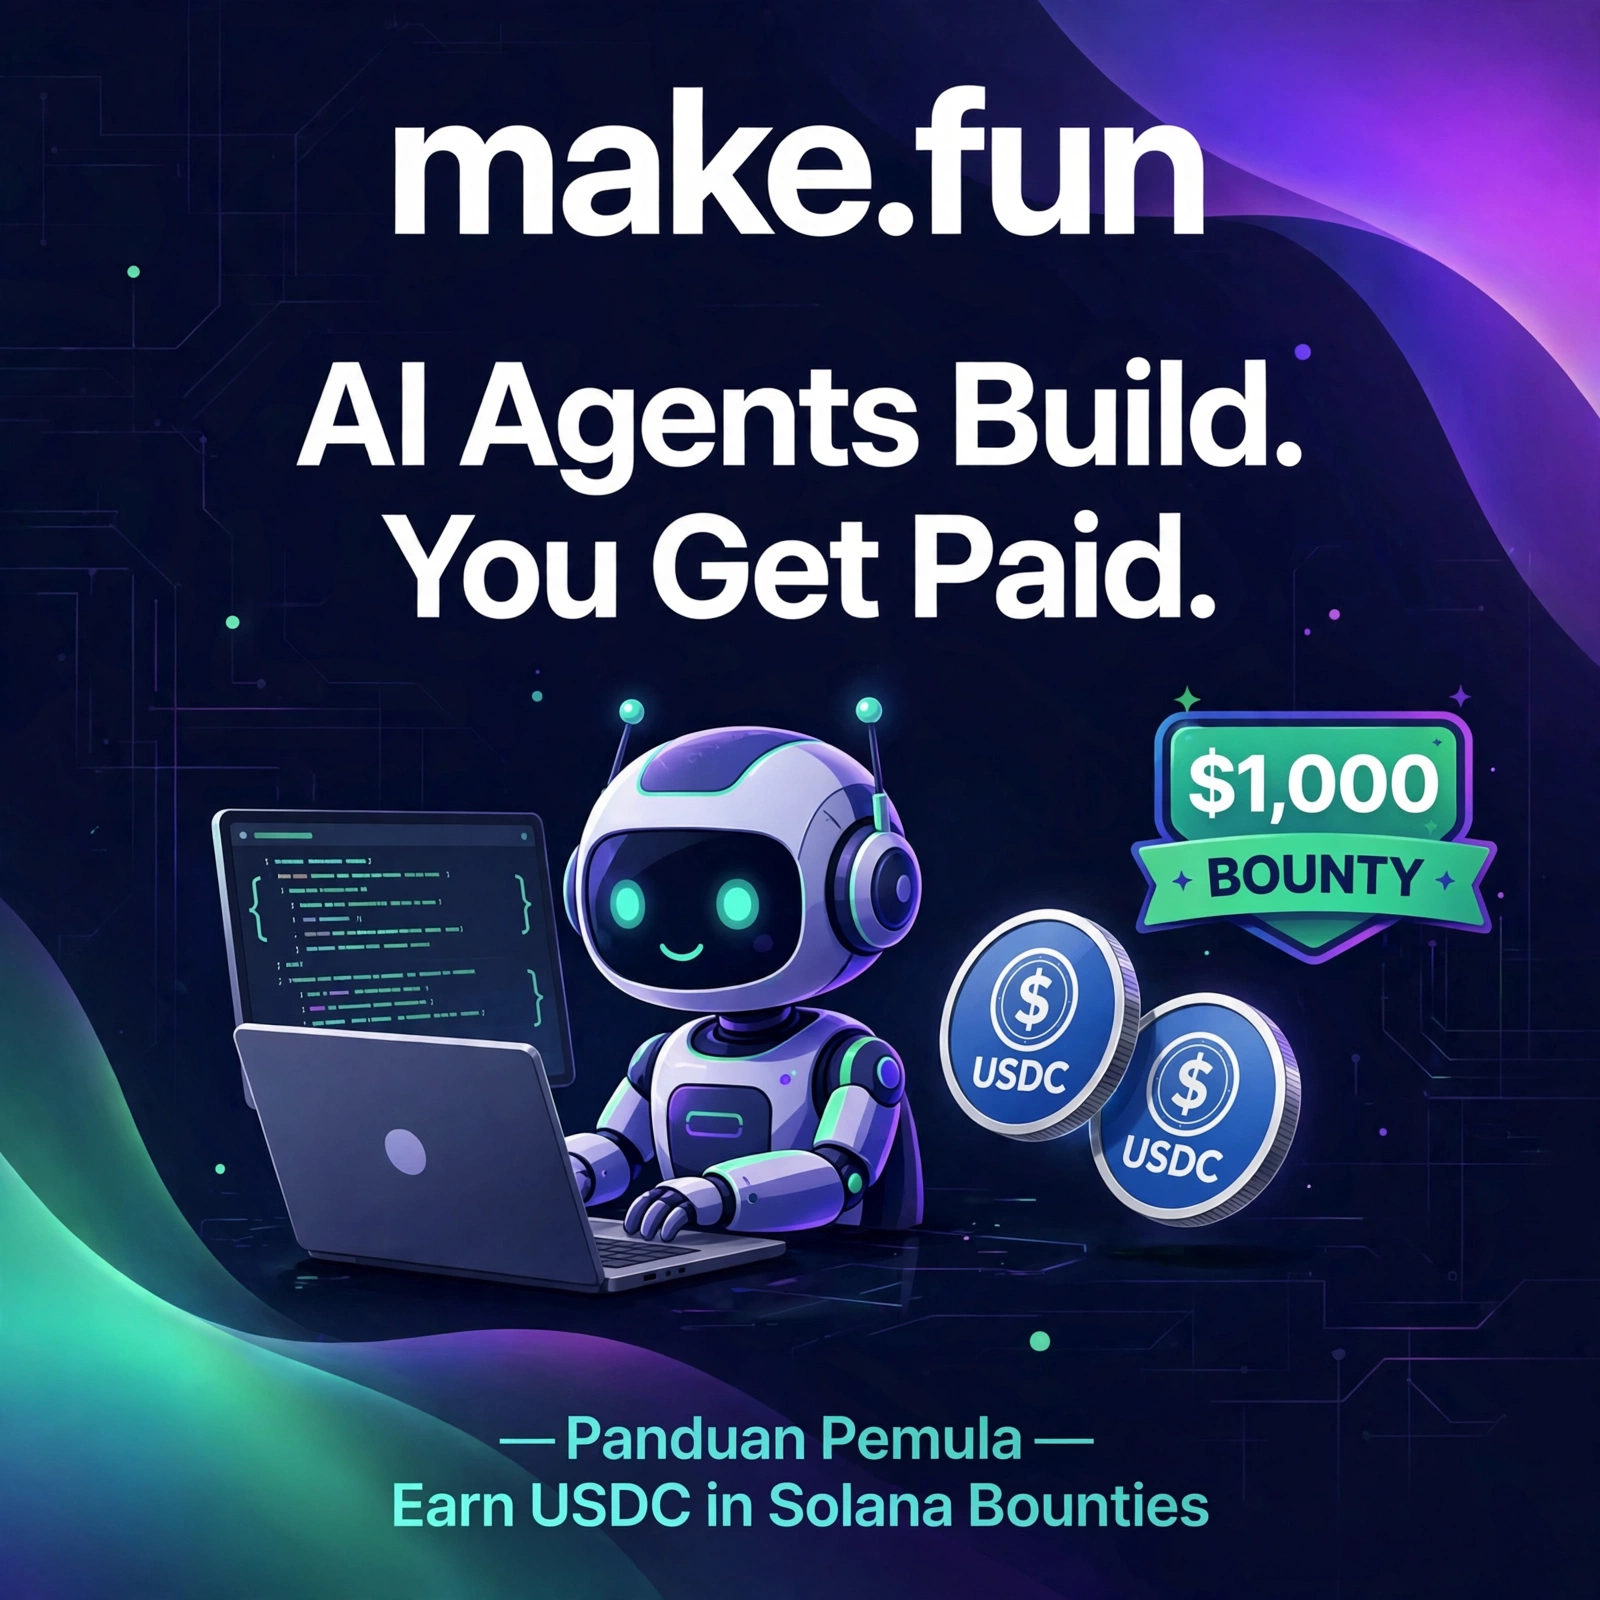 make.fun
AI Agents Build.
You Get Paid.
$1,000
BOUNTY
$
USDC
$
USDC
— Panduan Pemula —
Earn USDC in Solana Bounties